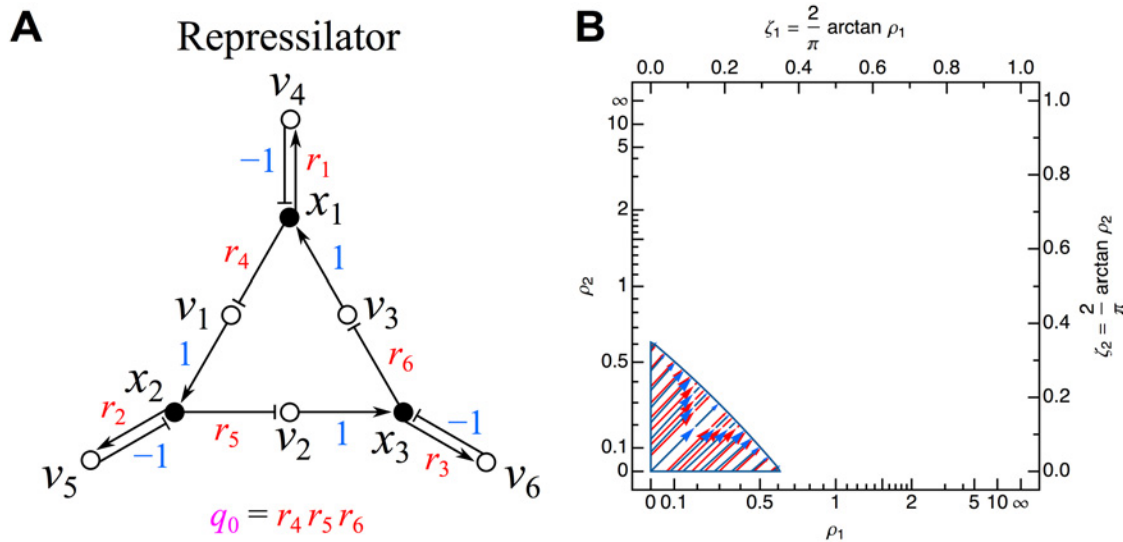 A
Repressilator
v4
−1
r1
x1
r4
1
v1
v3
1
r6
x2
r2
r5
v2
1
x3
−1
−1
r3
v5
v6
q0 = r4 r5 r6
B
ζ1 = 2/π arctan ρ1
0.0 0.2 0.4 0.6 0.8 1.0
∞
10
5
2
1
0.5
0.1
0
ρ2
1.0
0.8
0.6
0.4
0.2
0.0
ζ2 = 2/π arctan ρ2
0 0.1 0.5 1 2 5 10 ∞
ρ1